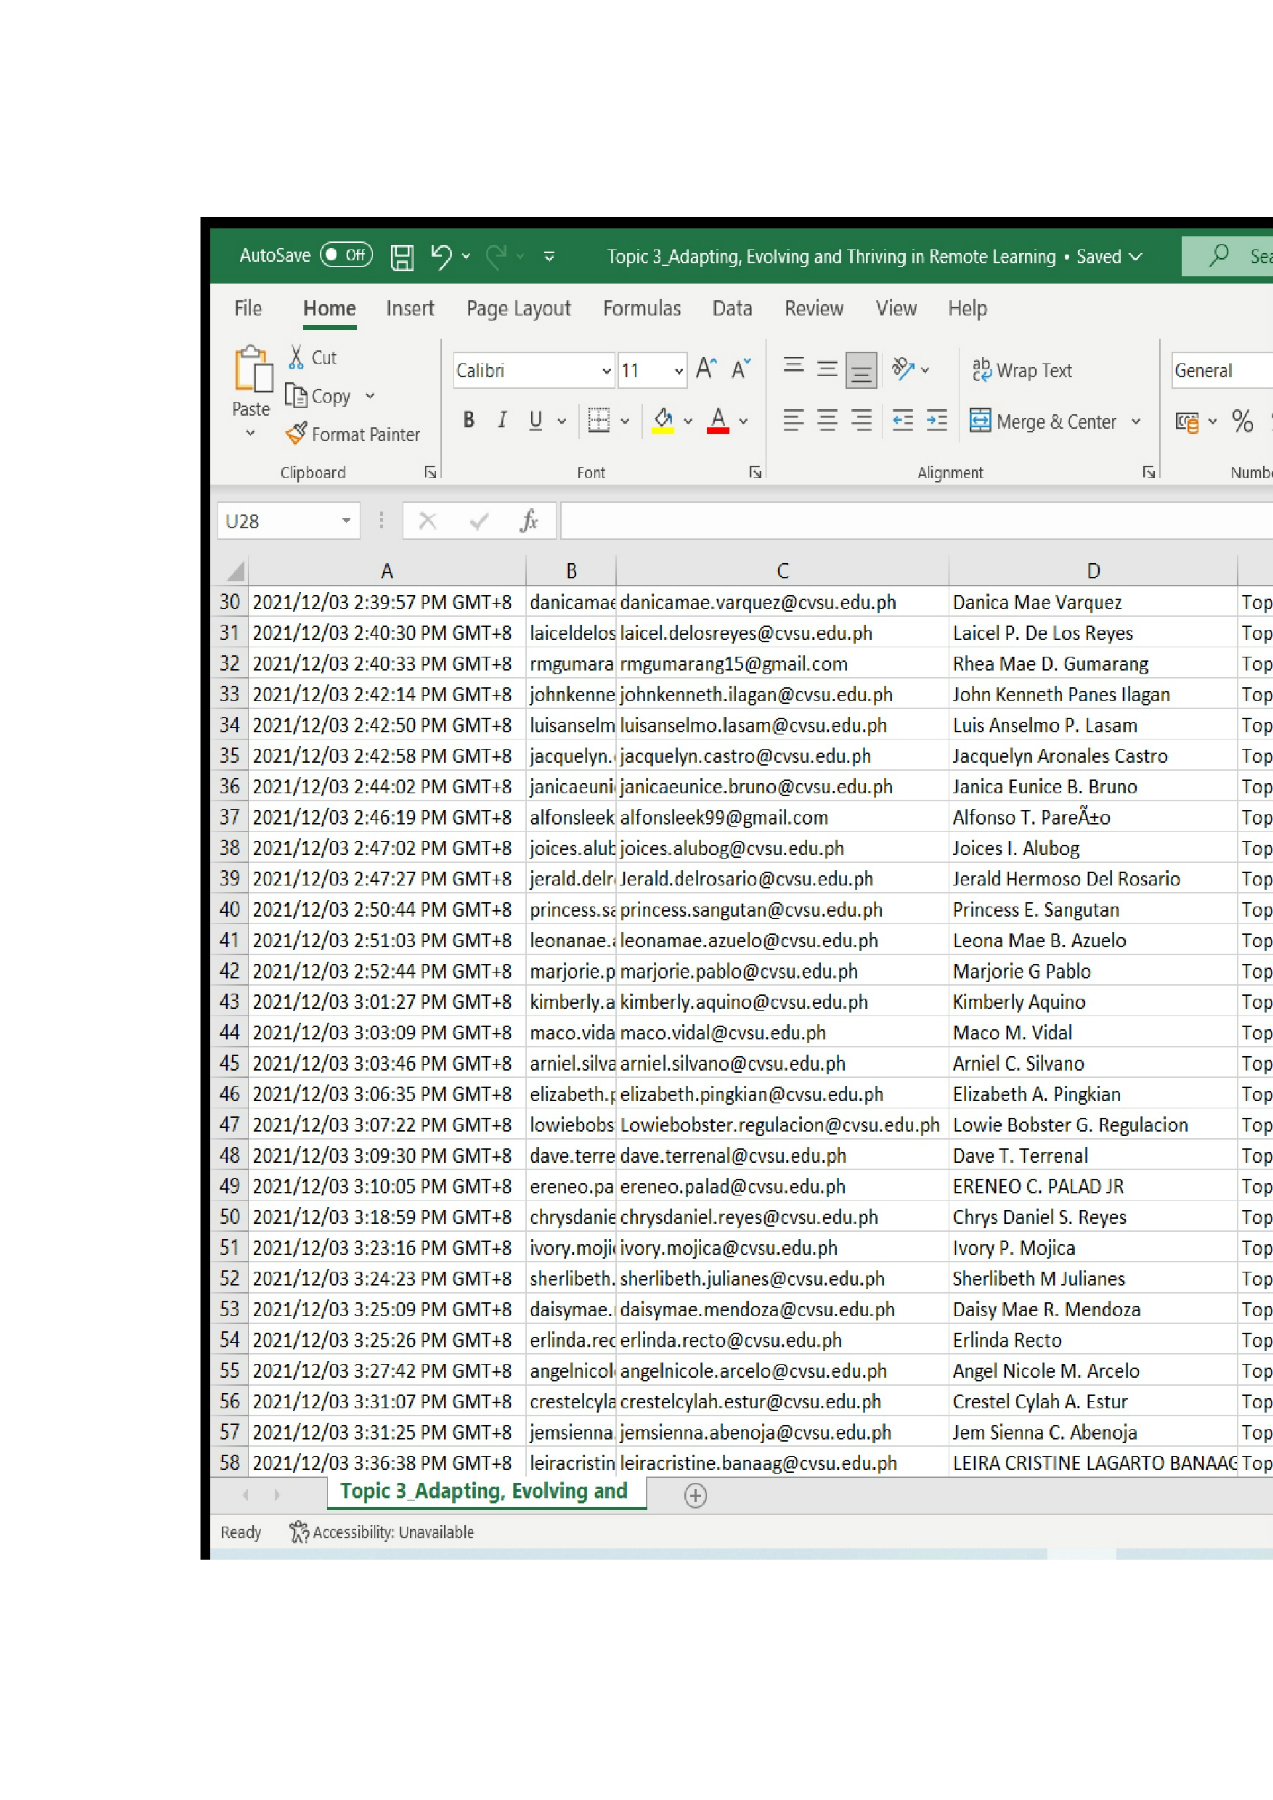 AutoSave Off Topic 3_Adapting, Evolving and Thriving in Remote Learning • Saved
File Home Insert Page Layout Formulas Data Review View Help
Cut
Copy
Format Painter
Paste
Calibri 11
B I U
Wrap Text
Merge & Center
General
%
Clipboard Font Alignment
U28 fx
A B C D
30 2021/12/03 2:39:57 PM GMT+8 danicamae danicamae.varquez@cvsu.edu.ph Danica Mae Varquez Top
31 2021/12/03 2:40:30 PM GMT+8 laiceldelos laicel.delosreyes@cvsu.edu.ph Laicel P. De Los Reyes Top
32 2021/12/03 2:40:33 PM GMT+8 rmgumara rmgumarang15@gmail.com Rhea Mae D. Gumarang Top
33 2021/12/03 2:42:14 PM GMT+8 johnkenne johnkenneth.ilagan@cvsu.edu.ph John Kenneth Panes Ilagan Top
34 2021/12/03 2:42:50 PM GMT+8 luisanselm luisanselmo.lasam@cvsu.edu.ph Luis Anselmo P. Lasam Top
35 2021/12/03 2:42:58 PM GMT+8 jacquelyn. jacquelyn.castro@cvsu.edu.ph Jacquelyn Aronales Castro Top
36 2021/12/03 2:44:02 PM GMT+8 janicaeuni janicaeunice.bruno@cvsu.edu.ph Janica Eunice B. Bruno Top
37 2021/12/03 2:46:19 PM GMT+8 alfonsleek alfonsleek99@gmail.com Alfonso T. PareÃ±o Top
38 2021/12/03 2:47:02 PM GMT+8 joices.alub joices.alubog@cvsu.edu.ph Joices I. Alubog Top
39 2021/12/03 2:47:27 PM GMT+8 jerald.delr Jerald.delrosario@cvsu.edu.ph Jerald Hermoso Del Rosario Top
40 2021/12/03 2:50:44 PM GMT+8 princess.sa princess.sangutan@cvsu.edu.ph Princess E. Sangutan Top
41 2021/12/03 2:51:03 PM GMT+8 leonanae. leonamae.azuelo@cvsu.edu.ph Leona Mae B. Azuelo Top
42 2021/12/03 2:52:44 PM GMT+8 marjorie.p marjorie.pablo@cvsu.edu.ph Marjorie G Pablo Top
43 2021/12/03 3:01:27 PM GMT+8 kimberly.a kimberly.aquino@cvsu.edu.ph Kimberly Aquino Top
44 2021/12/03 3:03:09 PM GMT+8 maco.vida maco.vidal@cvsu.edu.ph Maco M. Vidal Top
45 2021/12/03 3:03:46 PM GMT+8 arniel.silva arniel.silvano@cvsu.edu.ph Arniel C. Silvano Top
46 2021/12/03 3:06:35 PM GMT+8 elizabeth.p elizabeth.pingkian@cvsu.edu.ph Elizabeth A. Pingkian Top
47 2021/12/03 3:07:22 PM GMT+8 lowiebobs Lowiebobster.regulacion@cvsu.edu.ph Lowie Bobster G. Regulacion Top
48 2021/12/03 3:09:30 PM GMT+8 dave.terre dave.terrenal@cvsu.edu.ph Dave T. Terrenal Top
49 2021/12/03 3:10:05 PM GMT+8 ereneo.pa ereneo.palad@cvsu.edu.ph ERENEO C. PALAD JR Top
50 2021/12/03 3:18:59 PM GMT+8 chrysdanie chrysdaniel.reyes@cvsu.edu.ph Chrys Daniel S. Reyes Top
51 2021/12/03 3:23:16 PM GMT+8 ivory.moji ivory.mojica@cvsu.edu.ph Ivory P. Mojica Top
52 2021/12/03 3:24:23 PM GMT+8 sherlibeth. sherlibeth.julianes@cvsu.edu.ph Sherlibeth M Julianes Top
53 2021/12/03 3:25:09 PM GMT+8 daisymae. daisymae.mendoza@cvsu.edu.ph Daisy Mae R. Mendoza Top
54 2021/12/03 3:25:26 PM GMT+8 erlinda.rec erlinda.recto@cvsu.edu.ph Erlinda Recto Top
55 2021/12/03 3:27:42 PM GMT+8 angelnicol angelnicole.arcelo@cvsu.edu.ph Angel Nicole M. Arcelo Top
56 2021/12/03 3:31:07 PM GMT+8 crestelcyla crestelcylah.estur@cvsu.edu.ph Crestel Cylah A. Estur Top
57 2021/12/03 3:31:25 PM GMT+8 jemsienna. jemsienna.abenoja@cvsu.edu.ph Jem Sienna C. Abenoja Top
58 2021/12/03 3:36:38 PM GMT+8 leiracristin leiracristine.banaag@cvsu.edu.ph LEIRA CRISTINE LAGARTO BANAAG Top
Topic 3_Adapting, Evolving and
Ready Accessibility: Unavailable